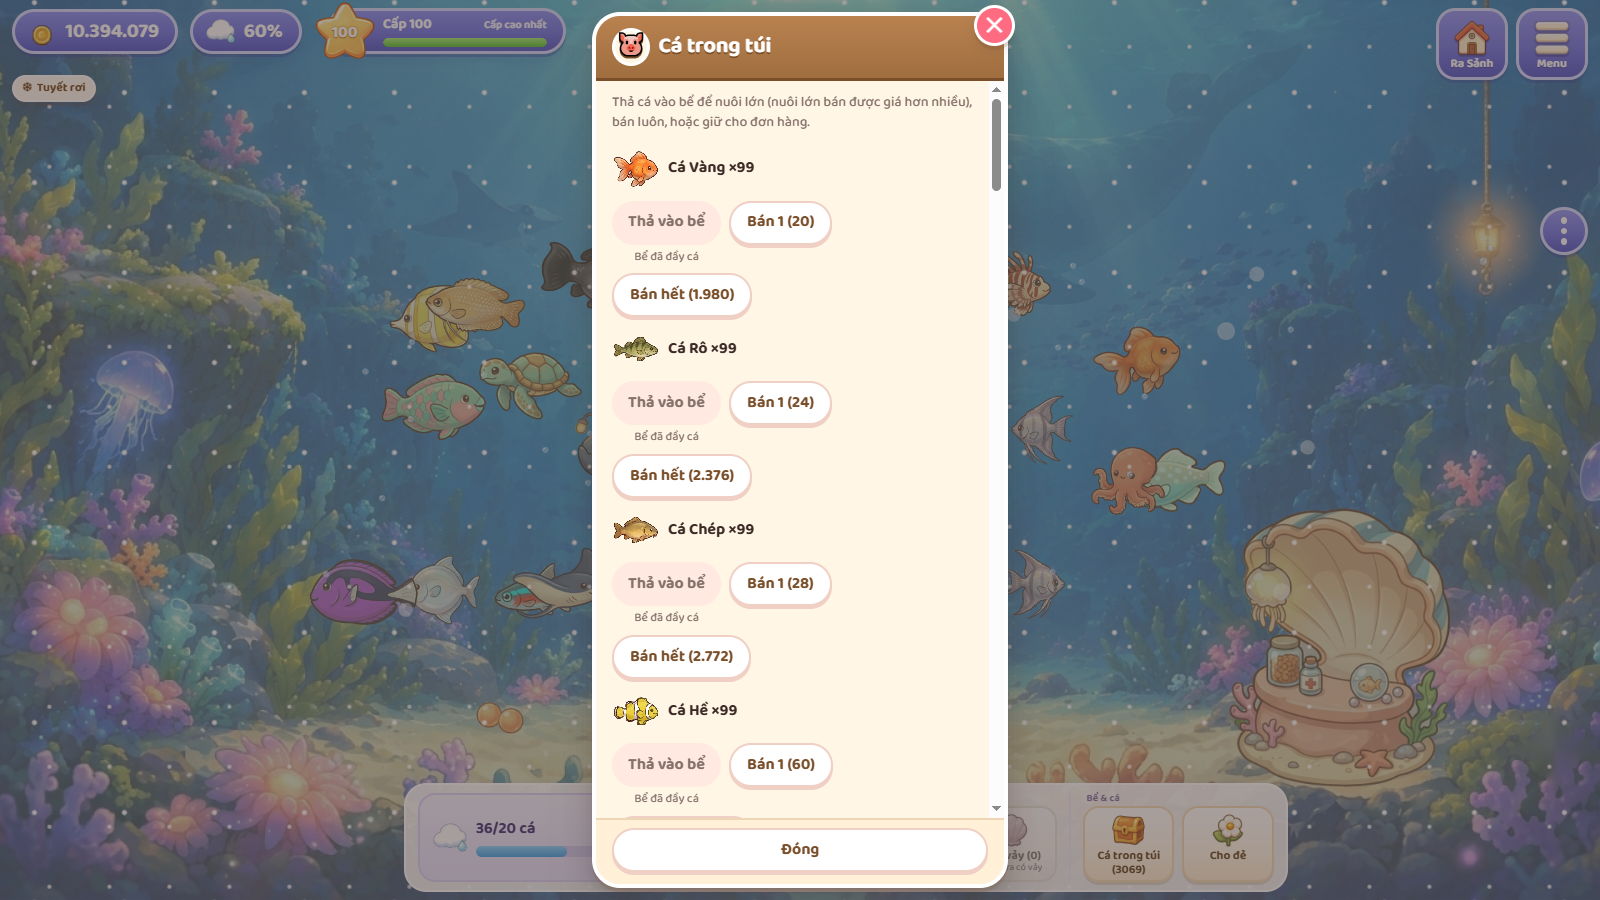 10.394.079
60%
100
Cấp 100
Cấp cao nhất
Tuyết rơi
Ra Sảnh
Menu
Cá trong túi
Thả cá vào bể để nuôi lớn (nuôi lớn bán được giá hơn nhiều),
bán luôn, hoặc giữ cho đơn hàng.
Cá Vàng ×99
Thả vào bể
Bán 1 (20)
Bể đã đầy cá
Bán hết (1.980)
Cá Rô ×99
Thả vào bể
Bán 1 (24)
Bể đã đầy cá
Bán hết (2.376)
Cá Chép ×99
Thả vào bể
Bán 1 (28)
Bể đã đầy cá
Bán hết (2.772)
Cá Hề ×99
Thả vào bể
Bán 1 (60)
Bể đã đầy cá
Đóng
36/20 cá
vảy (0)
có vảy
Bể & cá
Cá trong túi
(3069)
Cho đẻ